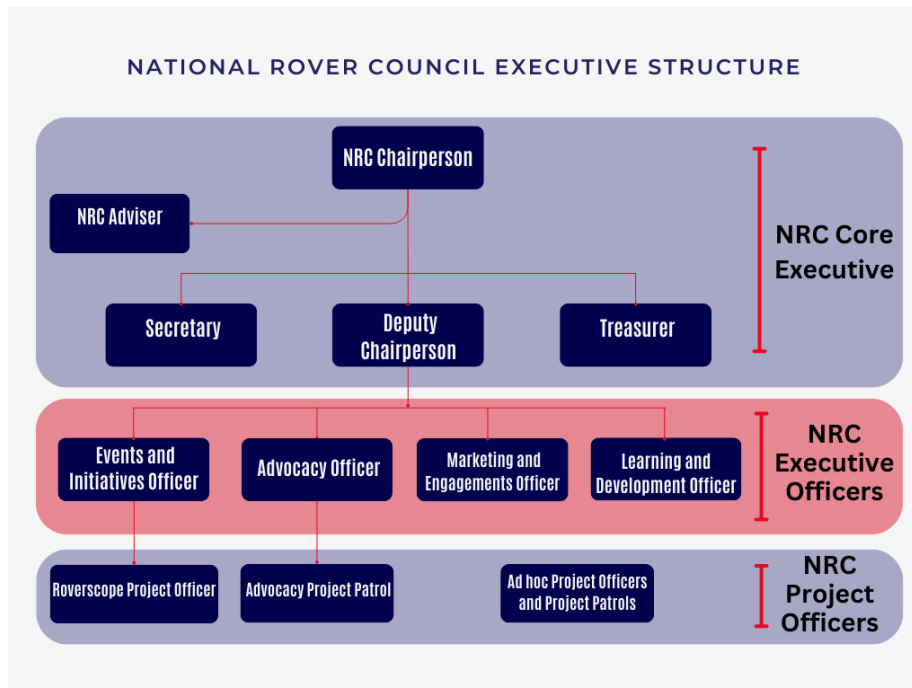 NATIONAL ROVER COUNCIL EXECUTIVE STRUCTURE
NRC Chairperson
NRC Adviser
NRC Core
Executive
Secretary
Deputy
Chairperson
Treasurer
Events and
Initiatives Officer
Advocacy Officer
Marketing and
Engagements Officer
Learning and
Development Officer
NRC
Executive
Officers
Roverscope Project Officer
Advocacy Project Patrol
Ad hoc Project Officers
and Project Patrols
NRC
Project
Officers